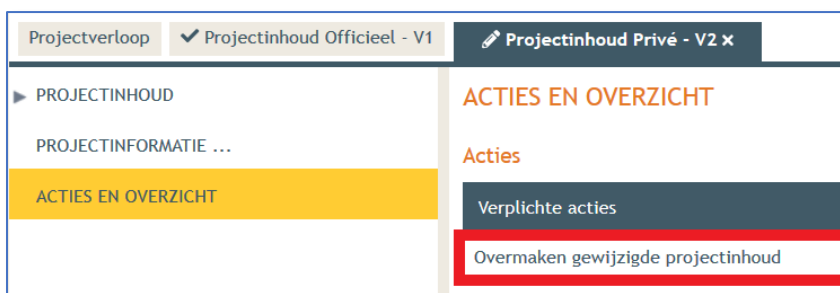 Projectverloop ✔ Projectinhoud Officieel - V1 Projectinhoud Privé - V2 ×
PROJECTINHOUD
PROJECTINFORMATIE ...
ACTIES EN OVERZICHT
ACTIES EN OVERZICHT
Acties
Verplichte acties
Overmaken gewijzigde projectinhoud